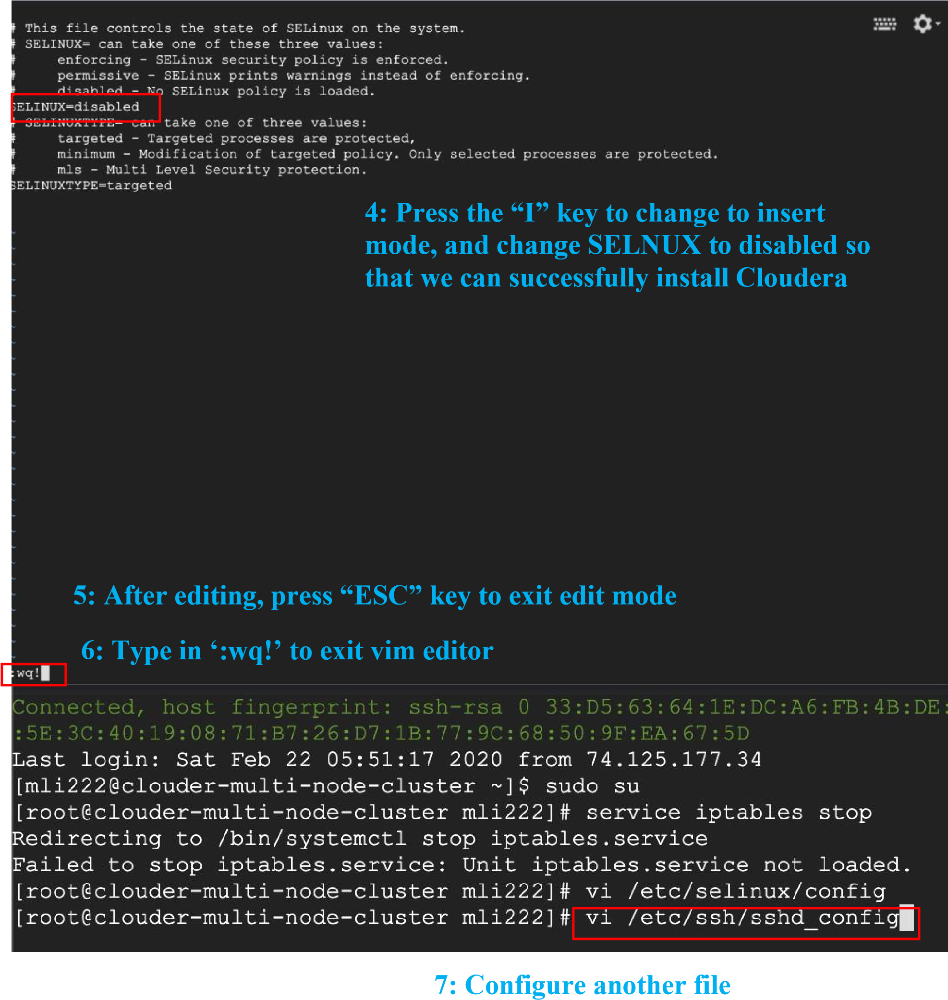 # This file controls the state of SELinux on the system.
# SELINUX= can take one of these three values:
#     enforcing - SELinux security policy is enforced.
#     permissive - SELinux prints warnings instead of enforcing.
#     disabled - No SELinux policy is loaded.
SELINUX=disabled
# SELINUXTYPE= can take one of three values:
#     targeted - Targeted processes are protected,
#     minimum - Modification of targeted policy. Only selected processes are protected.
#     mls - Multi Level Security protection.
SELINUXTYPE=targeted
4: Press the “I” key to change to insert
mode, and change SELNUX to disabled so
that we can successfully install Cloudera
5: After editing, press “ESC” key to exit edit mode
6: Type in ‘:wq!’ to exit vim editor
:wq!
Connected, host fingerprint: ssh-rsa 0 33:D5:63:64:1E:DC:A6:FB:4B:DE:
:5E:3C:40:19:08:71:B7:26:D7:1B:77:9C:68:50:9F:EA:67:5D
Last login: Sat Feb 22 05:51:17 2020 from 74.125.177.34
[mli222@clouder-multi-node-cluster ~]$ sudo su
[root@clouder-multi-node-cluster mli222]# service iptables stop
Redirecting to /bin/systemctl stop iptables.service
Failed to stop iptables.service: Unit iptables.service not loaded.
[root@clouder-multi-node-cluster mli222]# vi /etc/selinux/config
[root@clouder-multi-node-cluster mli222]# vi /etc/ssh/sshd_config
7: Configure another file